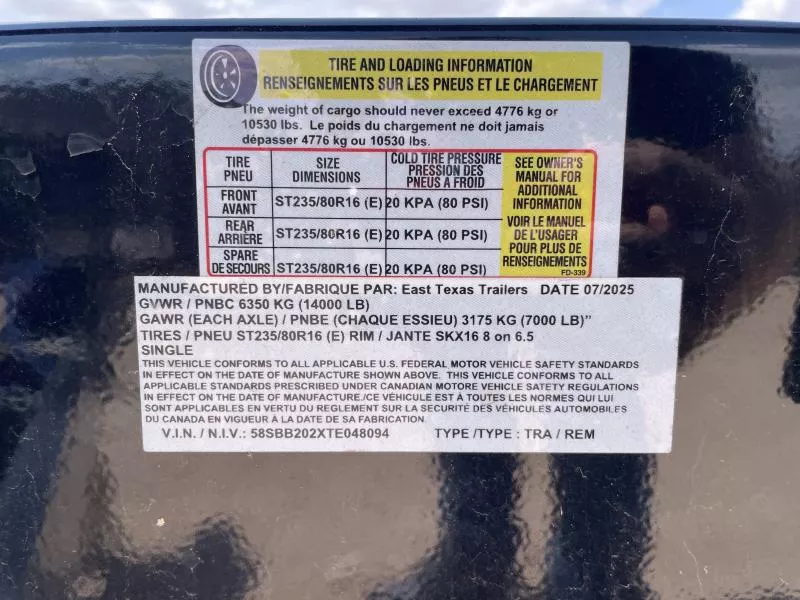 TIRE AND LOADING INFORMATION
RENSEIGNEMENTS SUR LES PNEUS ET LE CHARGEMENT
The weight of cargo should never exceed 4776 kg or
10530 lbs. Le poids du chargement ne doit jamais
dépasser 4776 kg ou 10530 lbs.
TIRE PNEU SIZE DIMENSIONS COLD TIRE PRESSURE PRESSION DES PNEUS A FROID
FRONT AVANT ST235/80R16 (E) 20 KPA (80 PSI)
REAR ARRIÈRE ST235/80R16 (E) 20 KPA (80 PSI)
SPARE DE SECOURS ST235/80R16 (E) 20 KPA (80 PSI)
SEE OWNER'S
MANUAL FOR
ADDITIONAL
INFORMATION
VOIR LE MANUEL
DE L'USAGER
POUR PLUS DE
RENSEIGNEMENTS
FD-339
MANUFACTURED BY/FABRIQUE PAR: East Texas Trailers DATE 07/2025
GVWR / PNBC 6350 KG (14000 LB)
GAWR (EACH AXLE) / PNBE (CHAQUE ESSIEU) 3175 KG (7000 LB)"
TIRES / PNEU ST235/80R16 (E) RIM / JANTE SKX16 8 on 6.5
SINGLE
THIS VEHICLE CONFORMS TO ALL APPLICABLE U.S. FEDERAL MOTOR VEHICLE SAFETY STANDARDS
IN EFFECT ON THE DATE OF MANUFACTURE SHOWN ABOVE. THIS VEHICLE CONFORMS TO ALL
APPLICABLE STANDARDS PRESCRIBED UNDER CANADIAN MOTORE VEHICLE SATETY REGULATIONS
IN EFFECT ON THE DATE OF MANUFACTURE./CE VÉHICULE EST À TOUTES LES NORMES QUI LUI
SONT APPLICABLES EN VERTU DU REGLEMENT SUR LA SECURITÉ DES VÉHICULES AUTOMOBILES
DU CANADA EN VIGUEUR À LA DATE DE SA FABRICATION.
V.I.N. / N.I.V.: 58SBB202XTE048094 TYPE /TYPE : TRA / REM